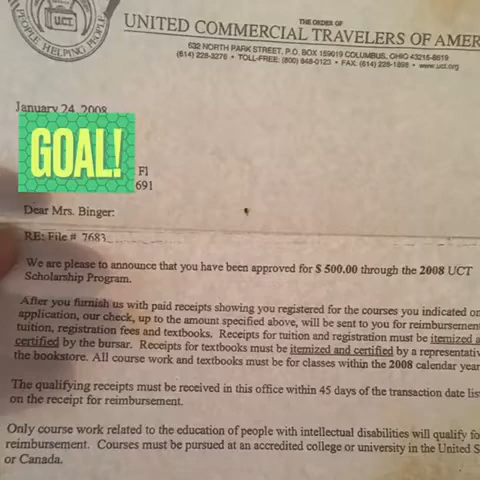 UCT
PEOPLE HELPING PEOPLE
THE ORDER OF
UNITED COMMERCIAL TRAVELERS OF AMER
632 NORTH PARK STREET, P.O. BOX 159019 COLUMBUS, OHIO 43215-8619
(614) 228-3276 • TOLL-FREE: (800) 848-0123 • FAX: (614) 228-1898 • www.uct.org
January 24, 2008
GOAL!
Fl
691
Dear Mrs. Binger:
RE: File # 7683
We are please to announce that you have been approved for $ 500.00 through the 2008 UCT
Scholarship Program.
After you furnish us with paid receipts showing you registered for the courses you indicated on
application, our check, up to the amount specified above, will be sent to you for reimbursemen
tuition, registration fees and textbooks. Receipts for tuition and registration must be itemized a
certified by the bursar. Receipts for textbooks must be itemized and certified by a representativ
the bookstore. All course work and textbooks must be for classes within the 2008 calendar year
The qualifying receipts must be received in this office within 45 days of the transaction date list
on the receipt for reimbursement.
Only course work related to the education of people with intellectual disabilities will qualify fo
reimbursement. Courses must be pursued at an accredited college or university in the United S
or Canada.